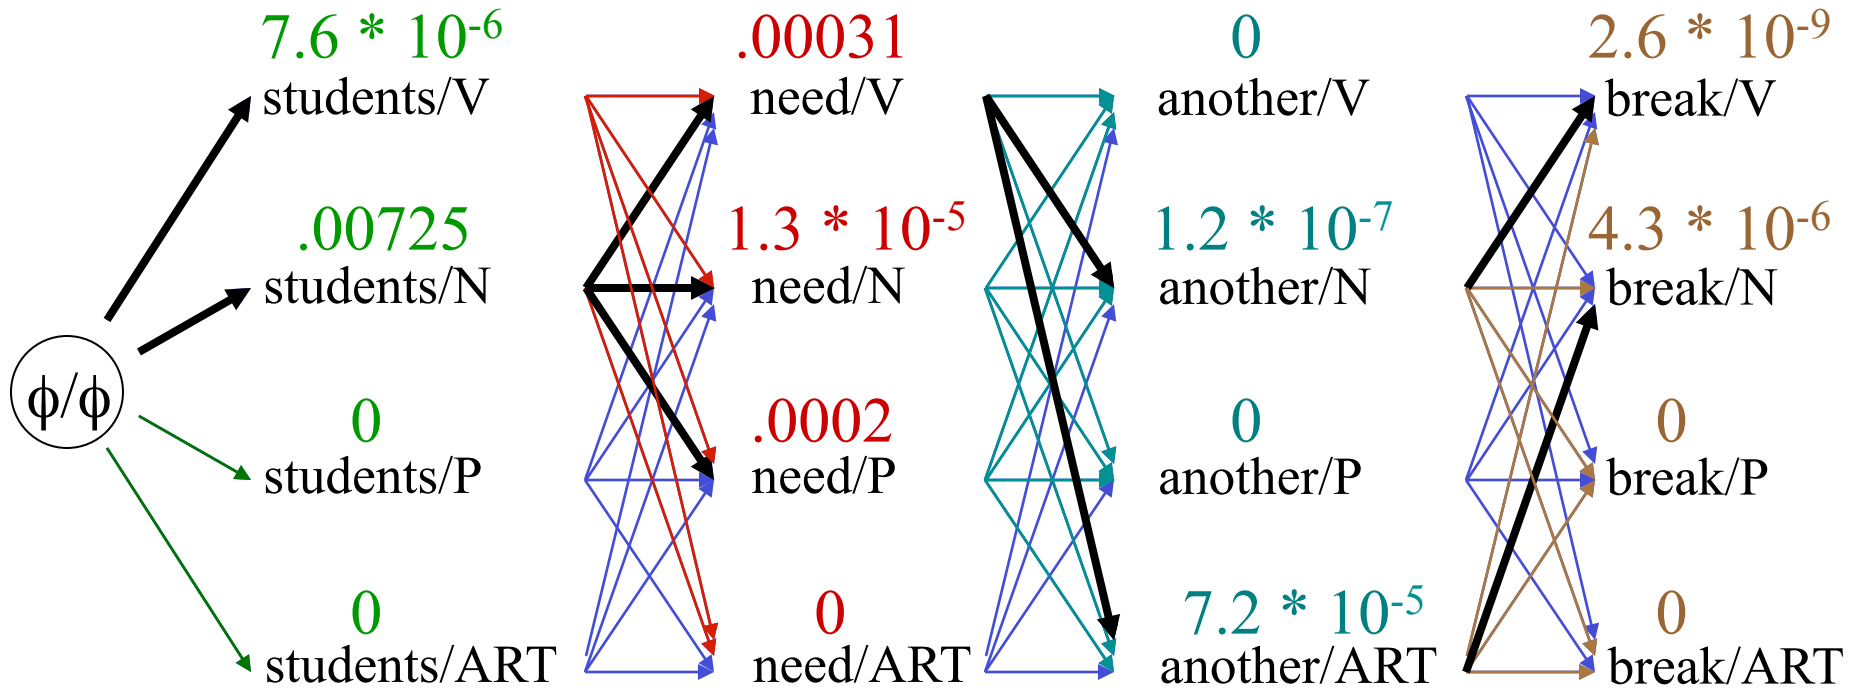 7.6 * 10-6 .00031 0 2.6 * 10-9
students/V need/V another/V break/V
.00725 1.3 * 10-5 1.2 * 10-7 4.3 * 10-6
students/N need/N another/N break/N
ϕ/ϕ
0 .0002 0 0
students/P need/P another/P break/P
0 0 7.2 * 10-5 0
students/ART need/ART another/ART break/ART